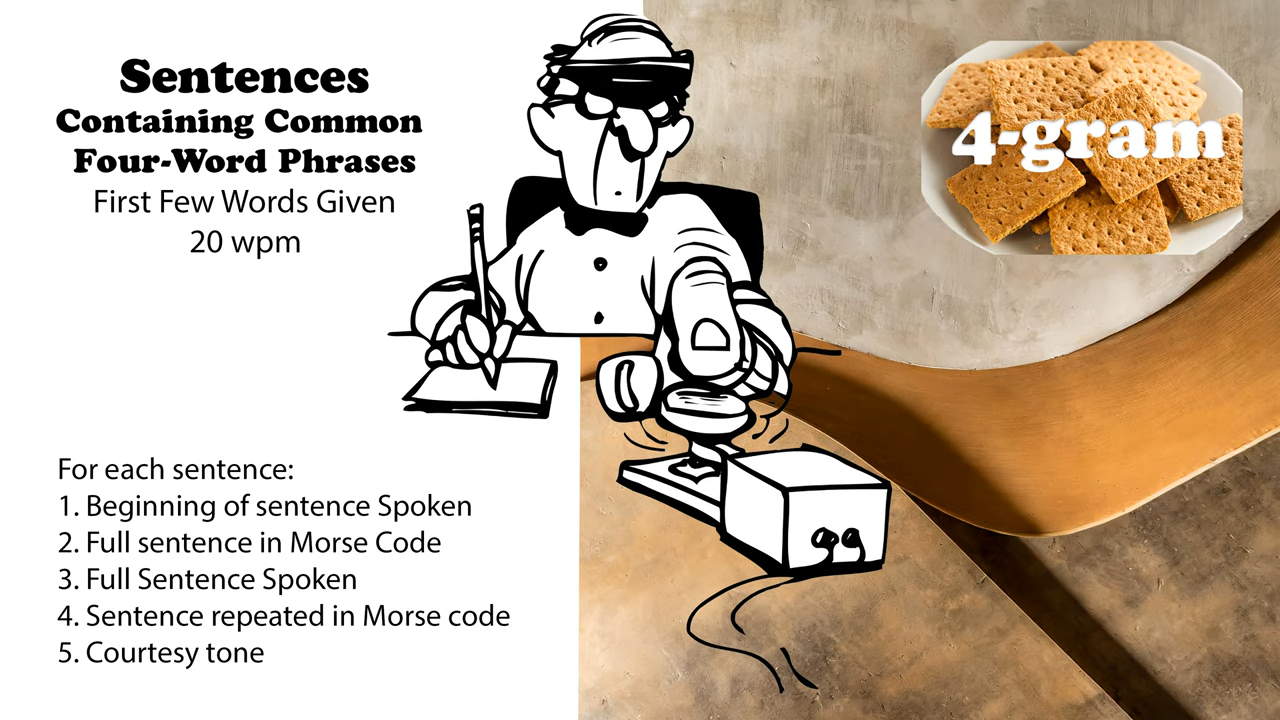 Sentences
Containing Common
Four-Word Phrases
First Few Words Given
20 wpm
4-gram
For each sentence:
1. Beginning of sentence Spoken
2. Full sentence in Morse Code
3. Full Sentence Spoken
4. Sentence repeated in Morse code
5. Courtesy tone